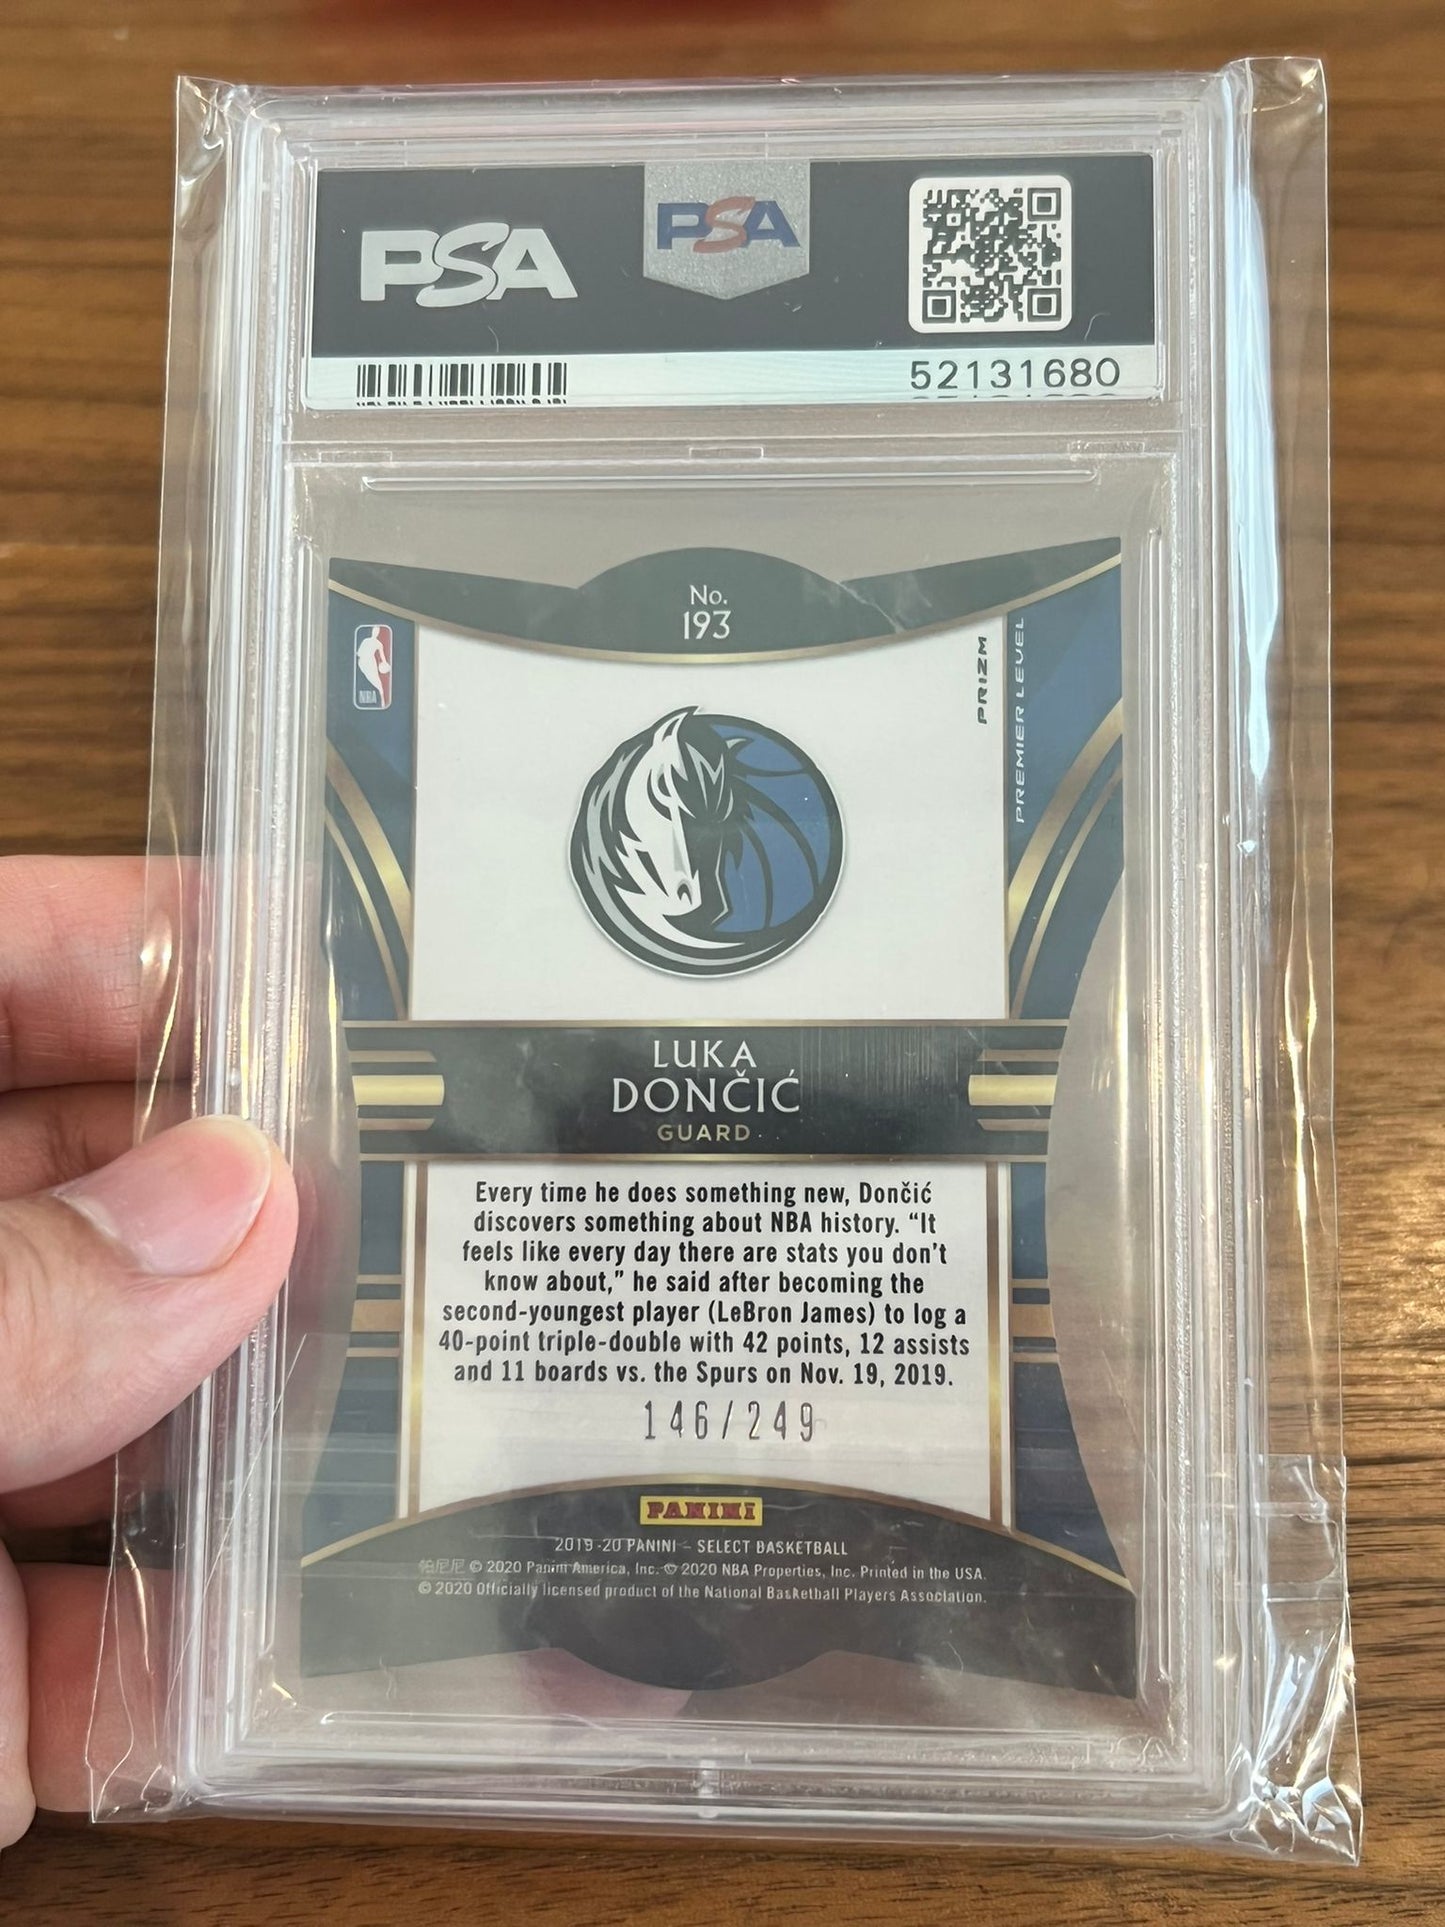 PSA
PSA
52131680
No.
193
NBA
PRIZM
PREMIER LEVEL
LUKA
DONČIĆ
GUARD
Every time he does something new, Dončić
discovers something about NBA history. “It
feels like every day there are stats you don't
know about,” he said after becoming the
second-youngest player (LeBron James) to log a
40-point triple-double with 42 points, 12 assists
and 11 boards vs. the Spurs on Nov. 19, 2019.
146/249
PANINI
2019-20 PANINI – SELECT BASKETBALL
帕尼尼 © 2020 Panini America, Inc. © 2020 NBA Properties, Inc. Printed in the USA.
© 2020 Officially licensed product of the National Basketball Players Association.